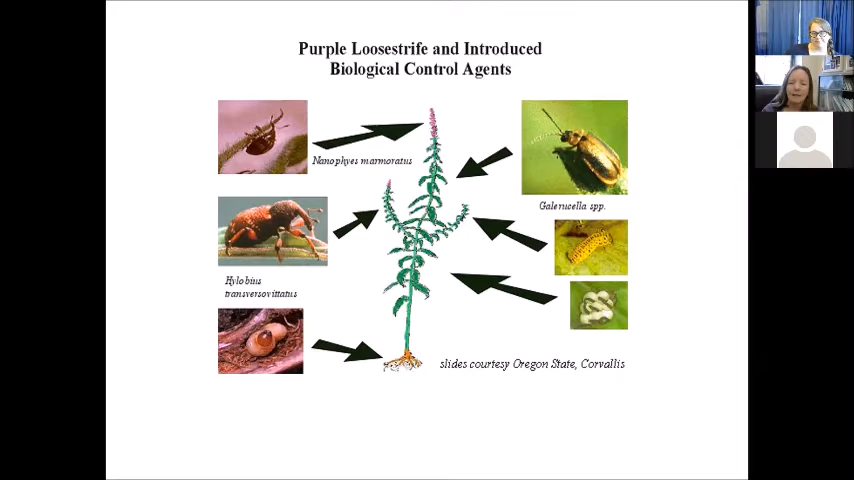 Purple Loosestrife and Introduced
Biological Control Agents
Nanophyes marmoratus
Galerucella spp.
Hylobius
transversovittatus
slides courtesy Oregon State, Corvallis